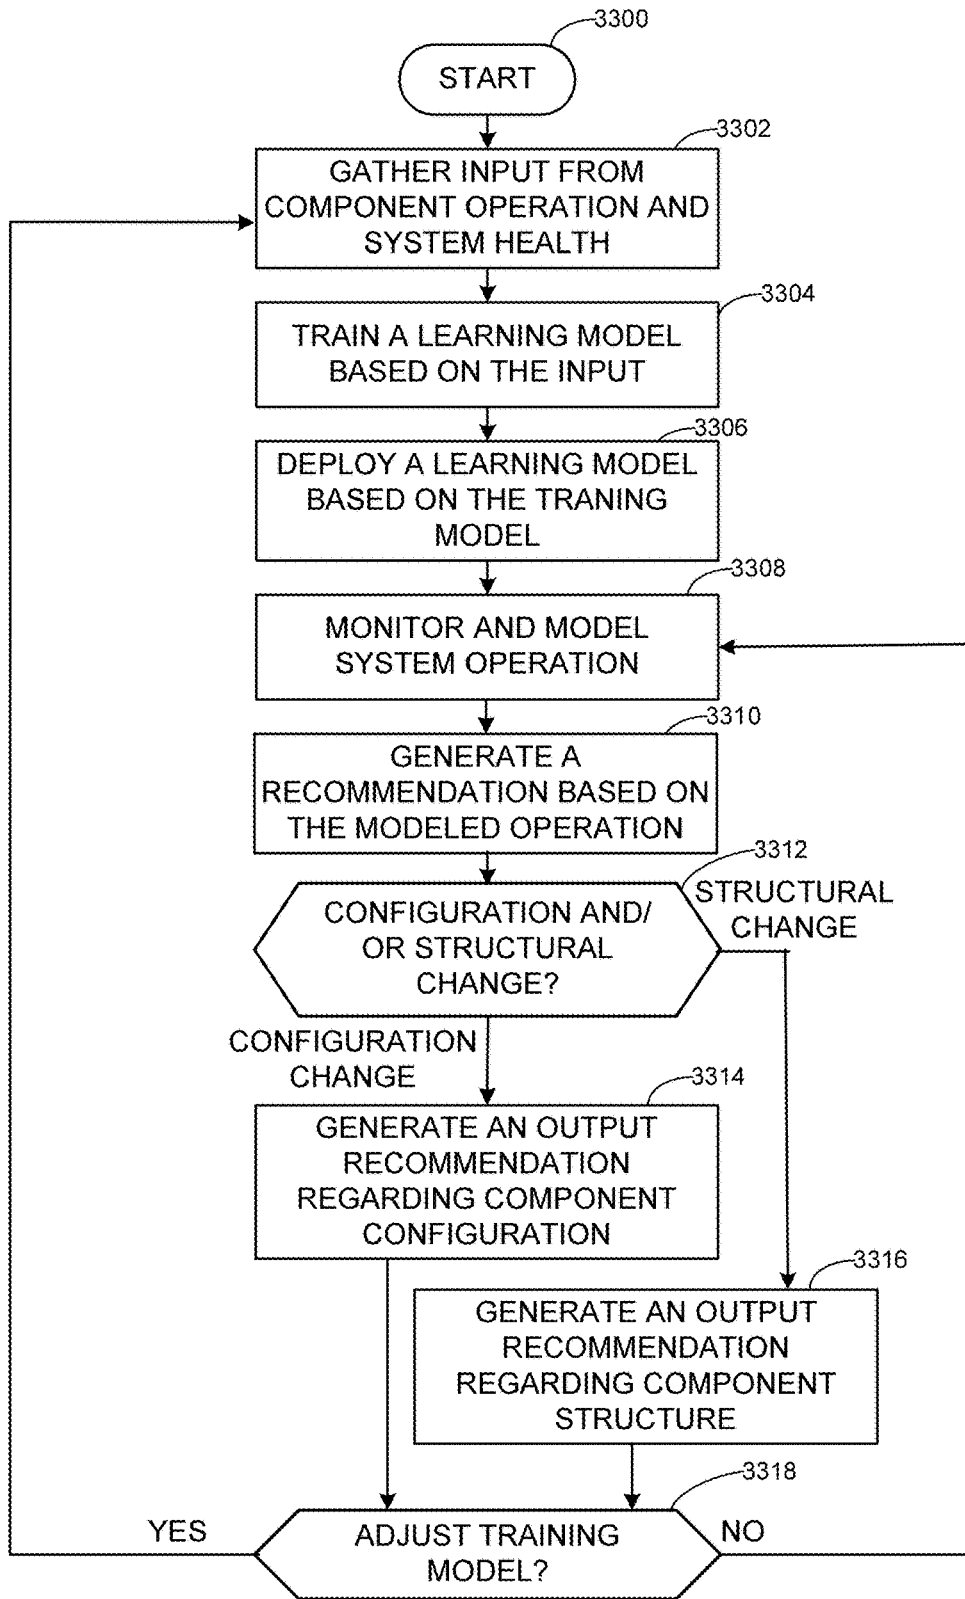 3300
START
3302
GATHER INPUT FROM
COMPONENT OPERATION AND
SYSTEM HEALTH
3304
TRAIN A LEARNING MODEL
BASED ON THE INPUT
3306
DEPLOY A LEARNING MODEL
BASED ON THE TRANING
MODEL
3308
MONITOR AND MODEL
SYSTEM OPERATION
3310
GENERATE A
RECOMMENDATION BASED ON
THE MODELED OPERATION
3312
CONFIGURATION AND/
OR STRUCTURAL
CHANGE?
STRUCTURAL
CHANGE
CONFIGURATION
CHANGE
3314
GENERATE AN OUTPUT
RECOMMENDATION
REGARDING COMPONENT
CONFIGURATION
3316
GENERATE AN OUTPUT
RECOMMENDATION
REGARDING COMPONENT
STRUCTURE
3318
YES
ADJUST TRAINING
MODEL?
NO